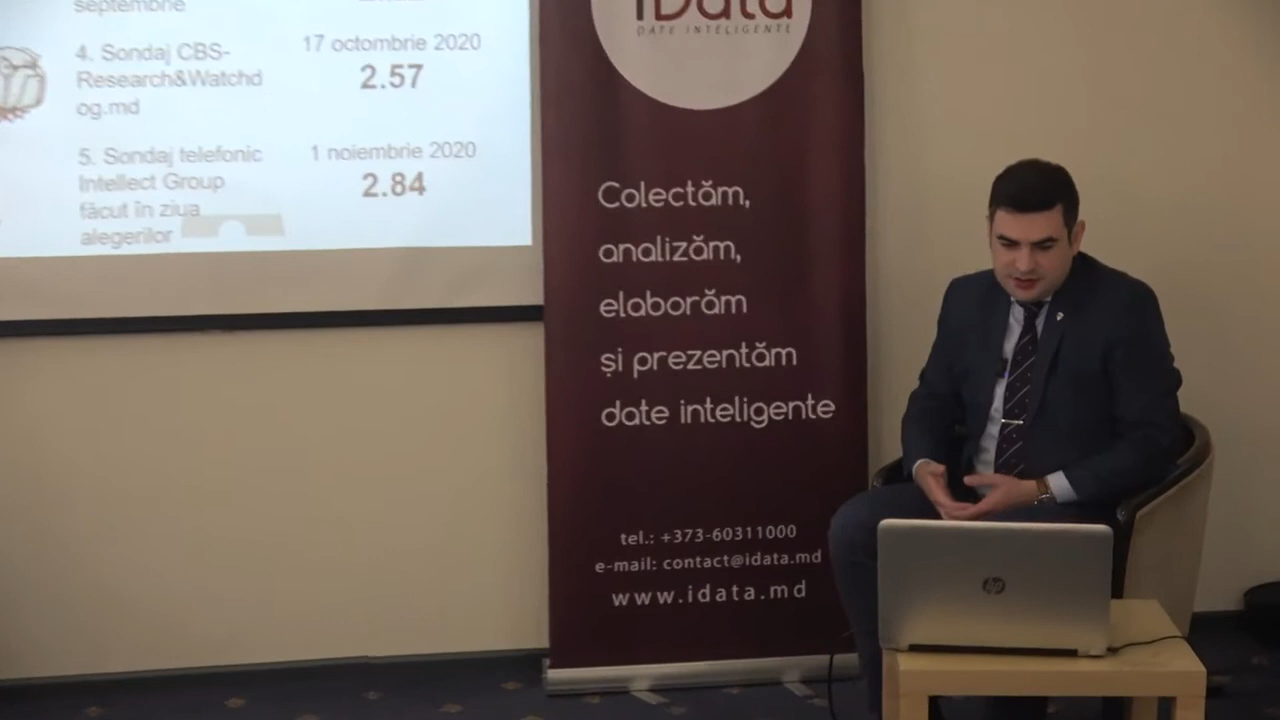 septembrie
4. Sondaj CBS-
Research&Watchd
og.md
17 octombrie 2020
2.57
5. Sondaj telefonic
Intellect Group
făcut în ziua
alegerilor
1 noiembrie 2020
2.84
iData
DATE INTELIGENTE
Colectăm,
analizăm,
elaborăm
și prezentăm
date inteligente
tel.: +373-60311000
e-mail: contact@idata.md
www.idata.md
hp